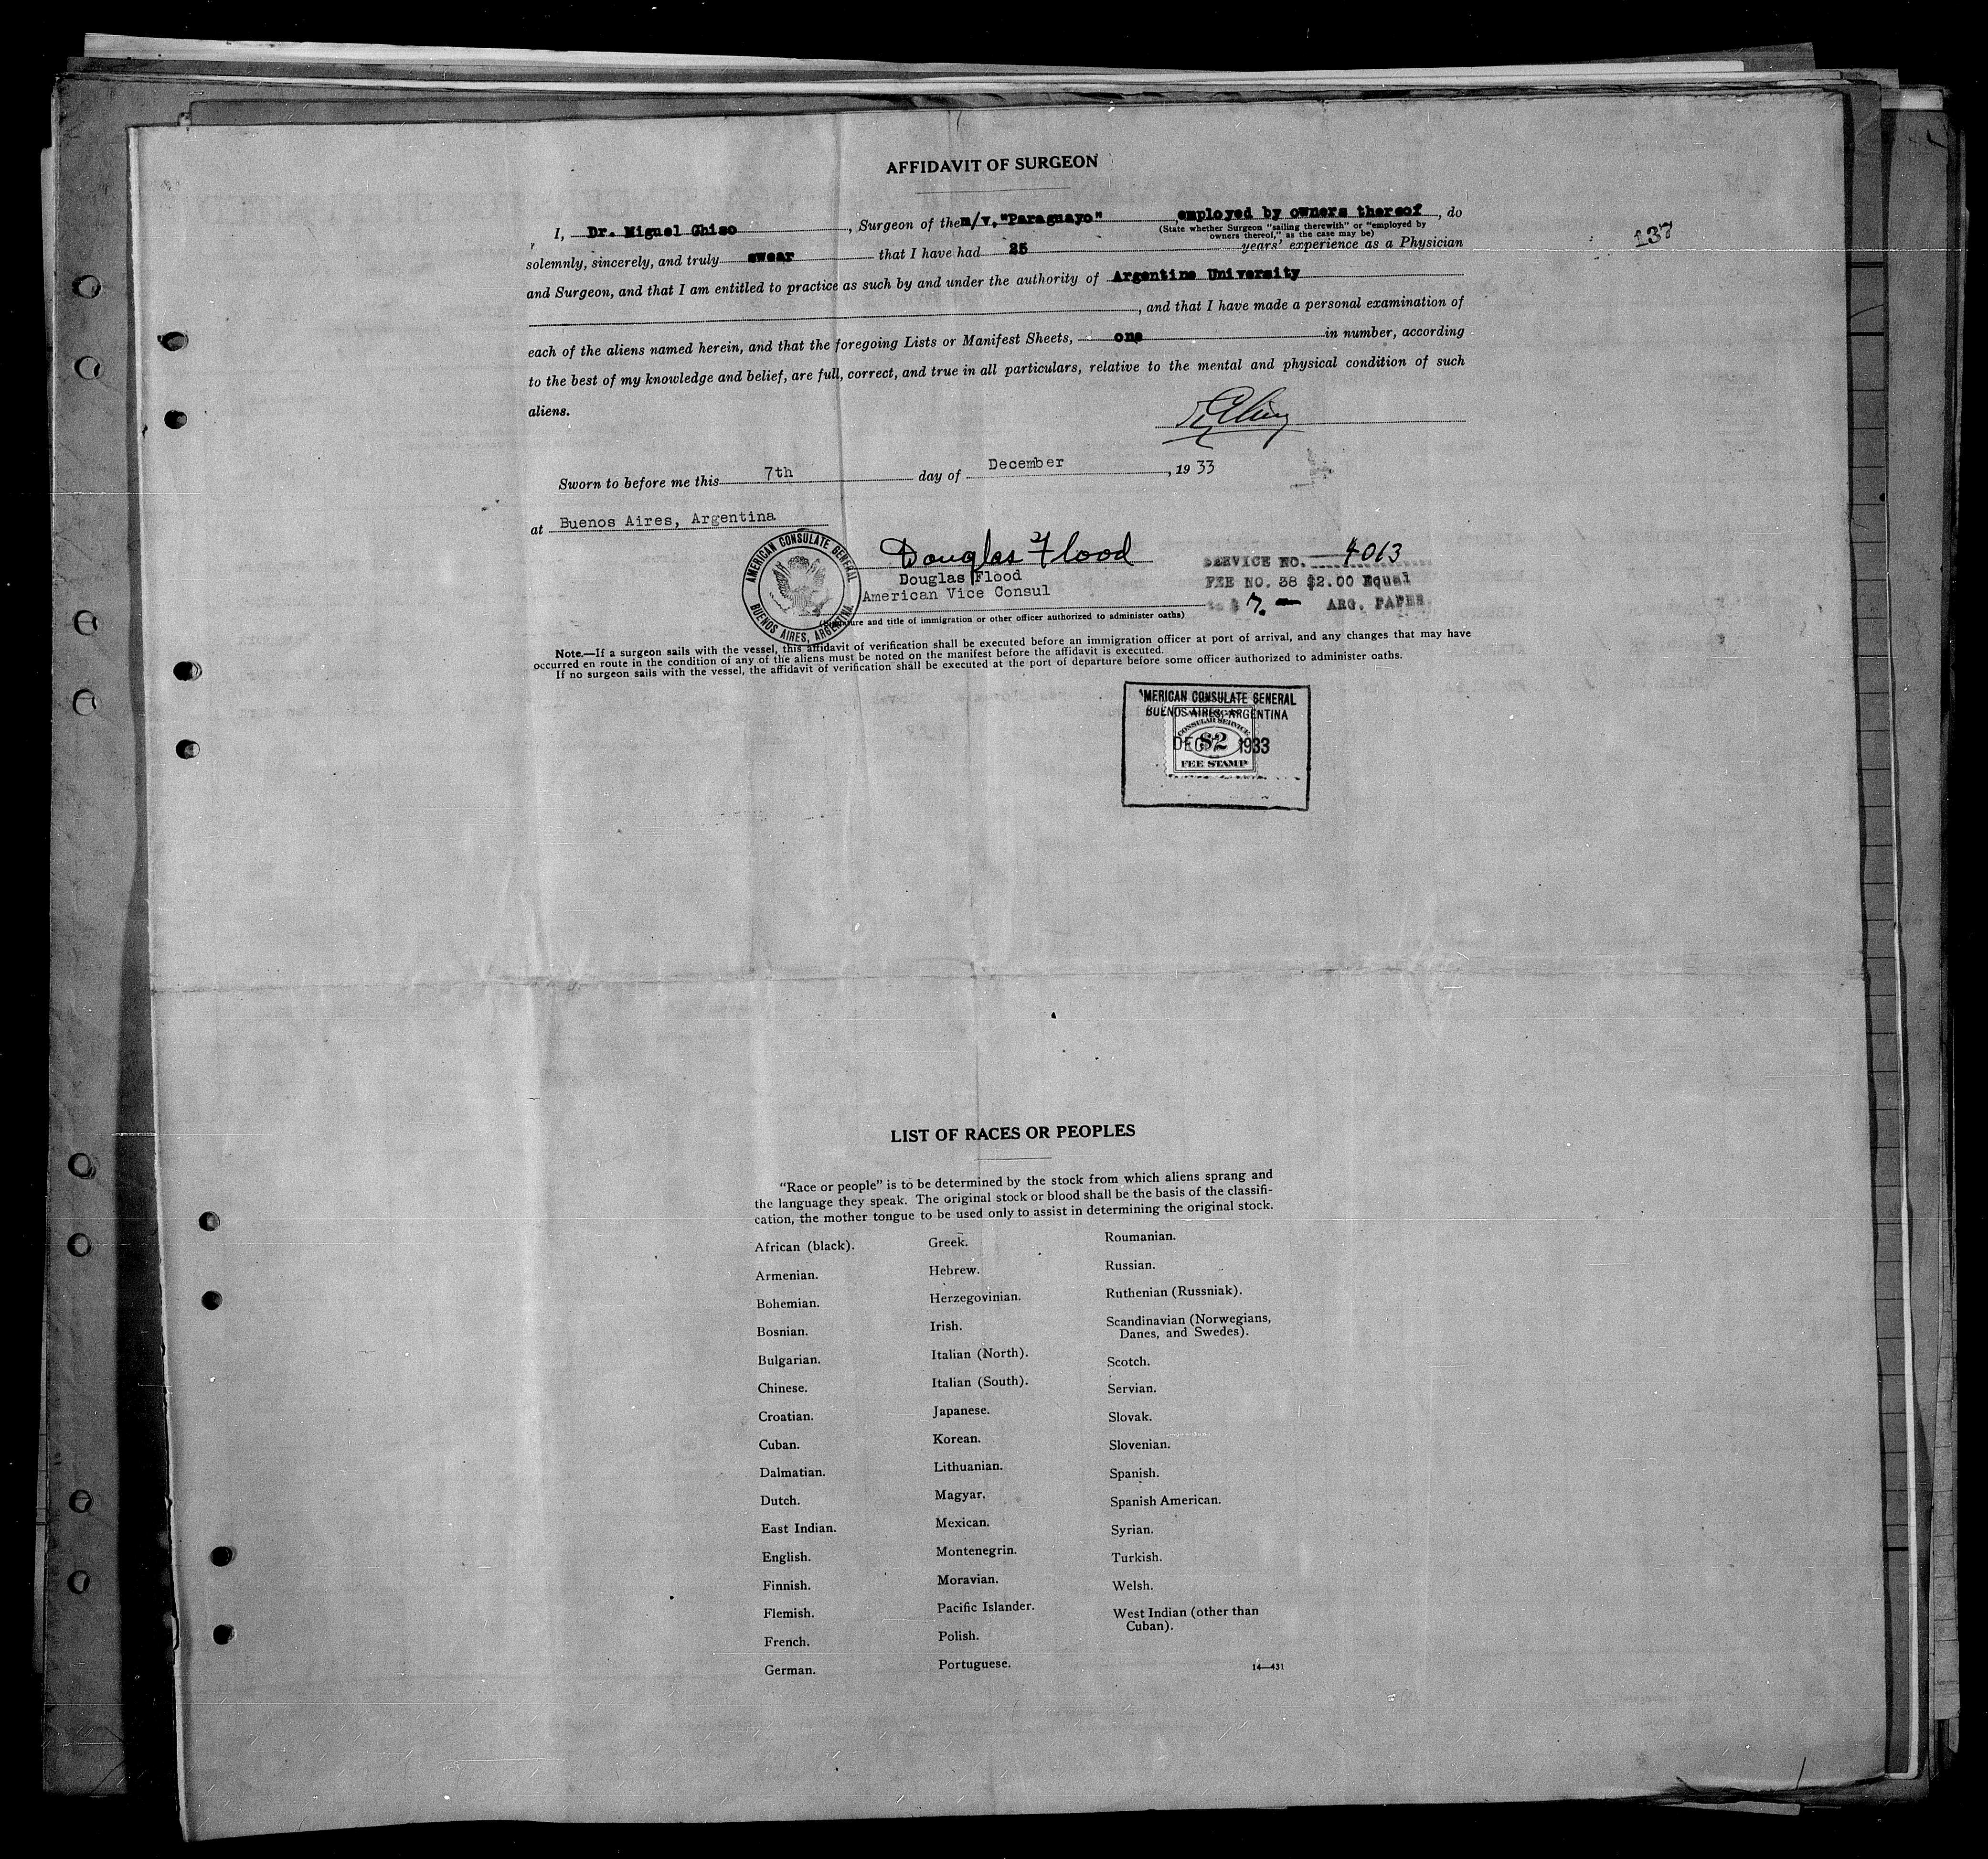 AFFIDAVIT OF SURGEON
137
I, Dr. Miguel Ghiso, Surgeon of the m/v. "Paraguayo" employed by owners thereof, do
(State whether Surgeon "sailing therewith" or "employed by
owners thereof," as the case may be)
solemnly, sincerely, and truly swear that I have had 25 years' experience as a Physician
and Surgeon, and that I am entitled to practice as such by and under the authority of Argentine University
, and that I have made a personal examination of
each of the aliens named herein, and that the foregoing Lists or Manifest Sheets, one in number, according
to the best of my knowledge and belief, are full, correct, and true in all particulars, relative to the mental and physical condition of such
aliens.
Sworn to before me this 7th day of December, 1933
at Buenos Aires, Argentina
AMERICAN CONSULATE GENERAL
BUENOS AIRES, ARGENTINA
Douglas Flood
Douglas Flood
American Vice Consul
(Signature and title of immigration or other officer authorized to administer oaths)
SERVICE NO. 4013
FEE NO. 38 $2.00 Equal
to $ 7.— ARG. PAPER
Note.—If a surgeon sails with the vessel, this affidavit of verification shall be executed before an immigration officer at port of arrival, and any changes that may have
occurred en route in the condition of any of the aliens must be noted on the manifest before the affidavit is executed.
If no surgeon sails with the vessel, the affidavit of verification shall be executed at the port of departure before some officer authorized to administer oaths.
AMERICAN CONSULATE GENERAL
BUENOS AIRES, ARGENTINA
CONSULAR SERVICE
DEC 1933
$2
FEE STAMP
LIST OF RACES OR PEOPLES
"Race or people" is to be determined by the stock from which aliens sprang and
the language they speak. The original stock or blood shall be the basis of the classifi-
cation, the mother tongue to be used only to assist in determining the original stock.
African (black).
Armenian.
Bohemian.
Bosnian.
Bulgarian.
Chinese.
Croatian.
Cuban.
Dalmatian.
Dutch.
East Indian.
English.
Finnish.
Flemish.
French.
German.
Greek.
Hebrew.
Herzegovinian.
Irish.
Italian (North).
Italian (South).
Japanese.
Korean.
Lithuanian.
Magyar.
Mexican.
Montenegrin.
Moravian.
Pacific Islander.
Polish.
Portuguese.
Roumanian.
Russian.
Ruthenian (Russniak).
Scandinavian (Norwegians,
Danes, and Swedes).
Scotch.
Servian.
Slovak.
Slovenian.
Spanish.
Spanish American.
Syrian.
Turkish.
Welsh.
West Indian (other than
Cuban).
14—431